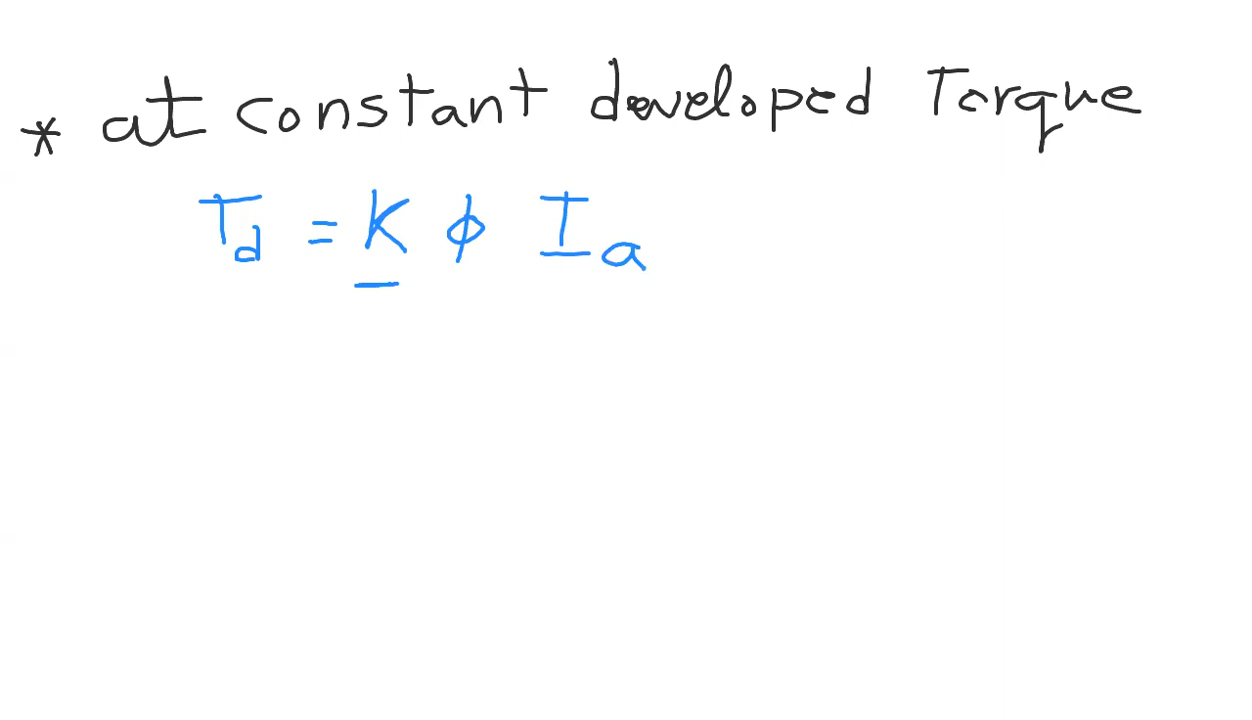 * at constant developed Torque
Td = K ϕ Ia